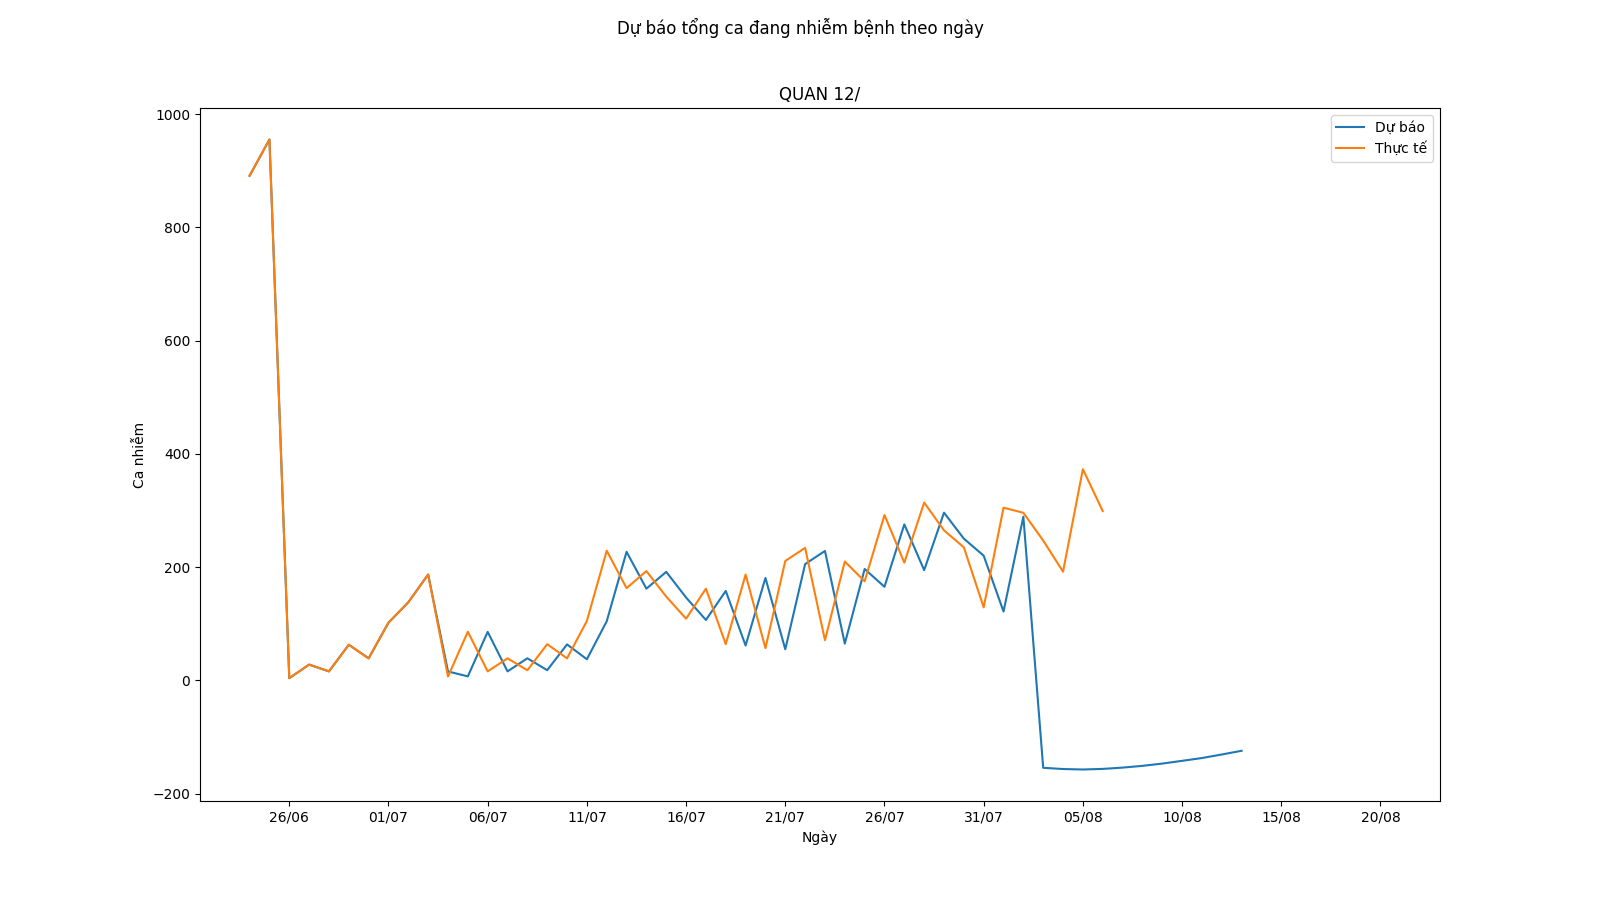 Dự báo tổng ca đang nhiễm bệnh theo ngày
QUAN 12/
Dự báo
Thực tế
1000
800
600
400
200
0
−200
Ca nhiễm
26/06 01/07 06/07 11/07 16/07 21/07 26/07 31/07 05/08 10/08 15/08 20/08
Ngày